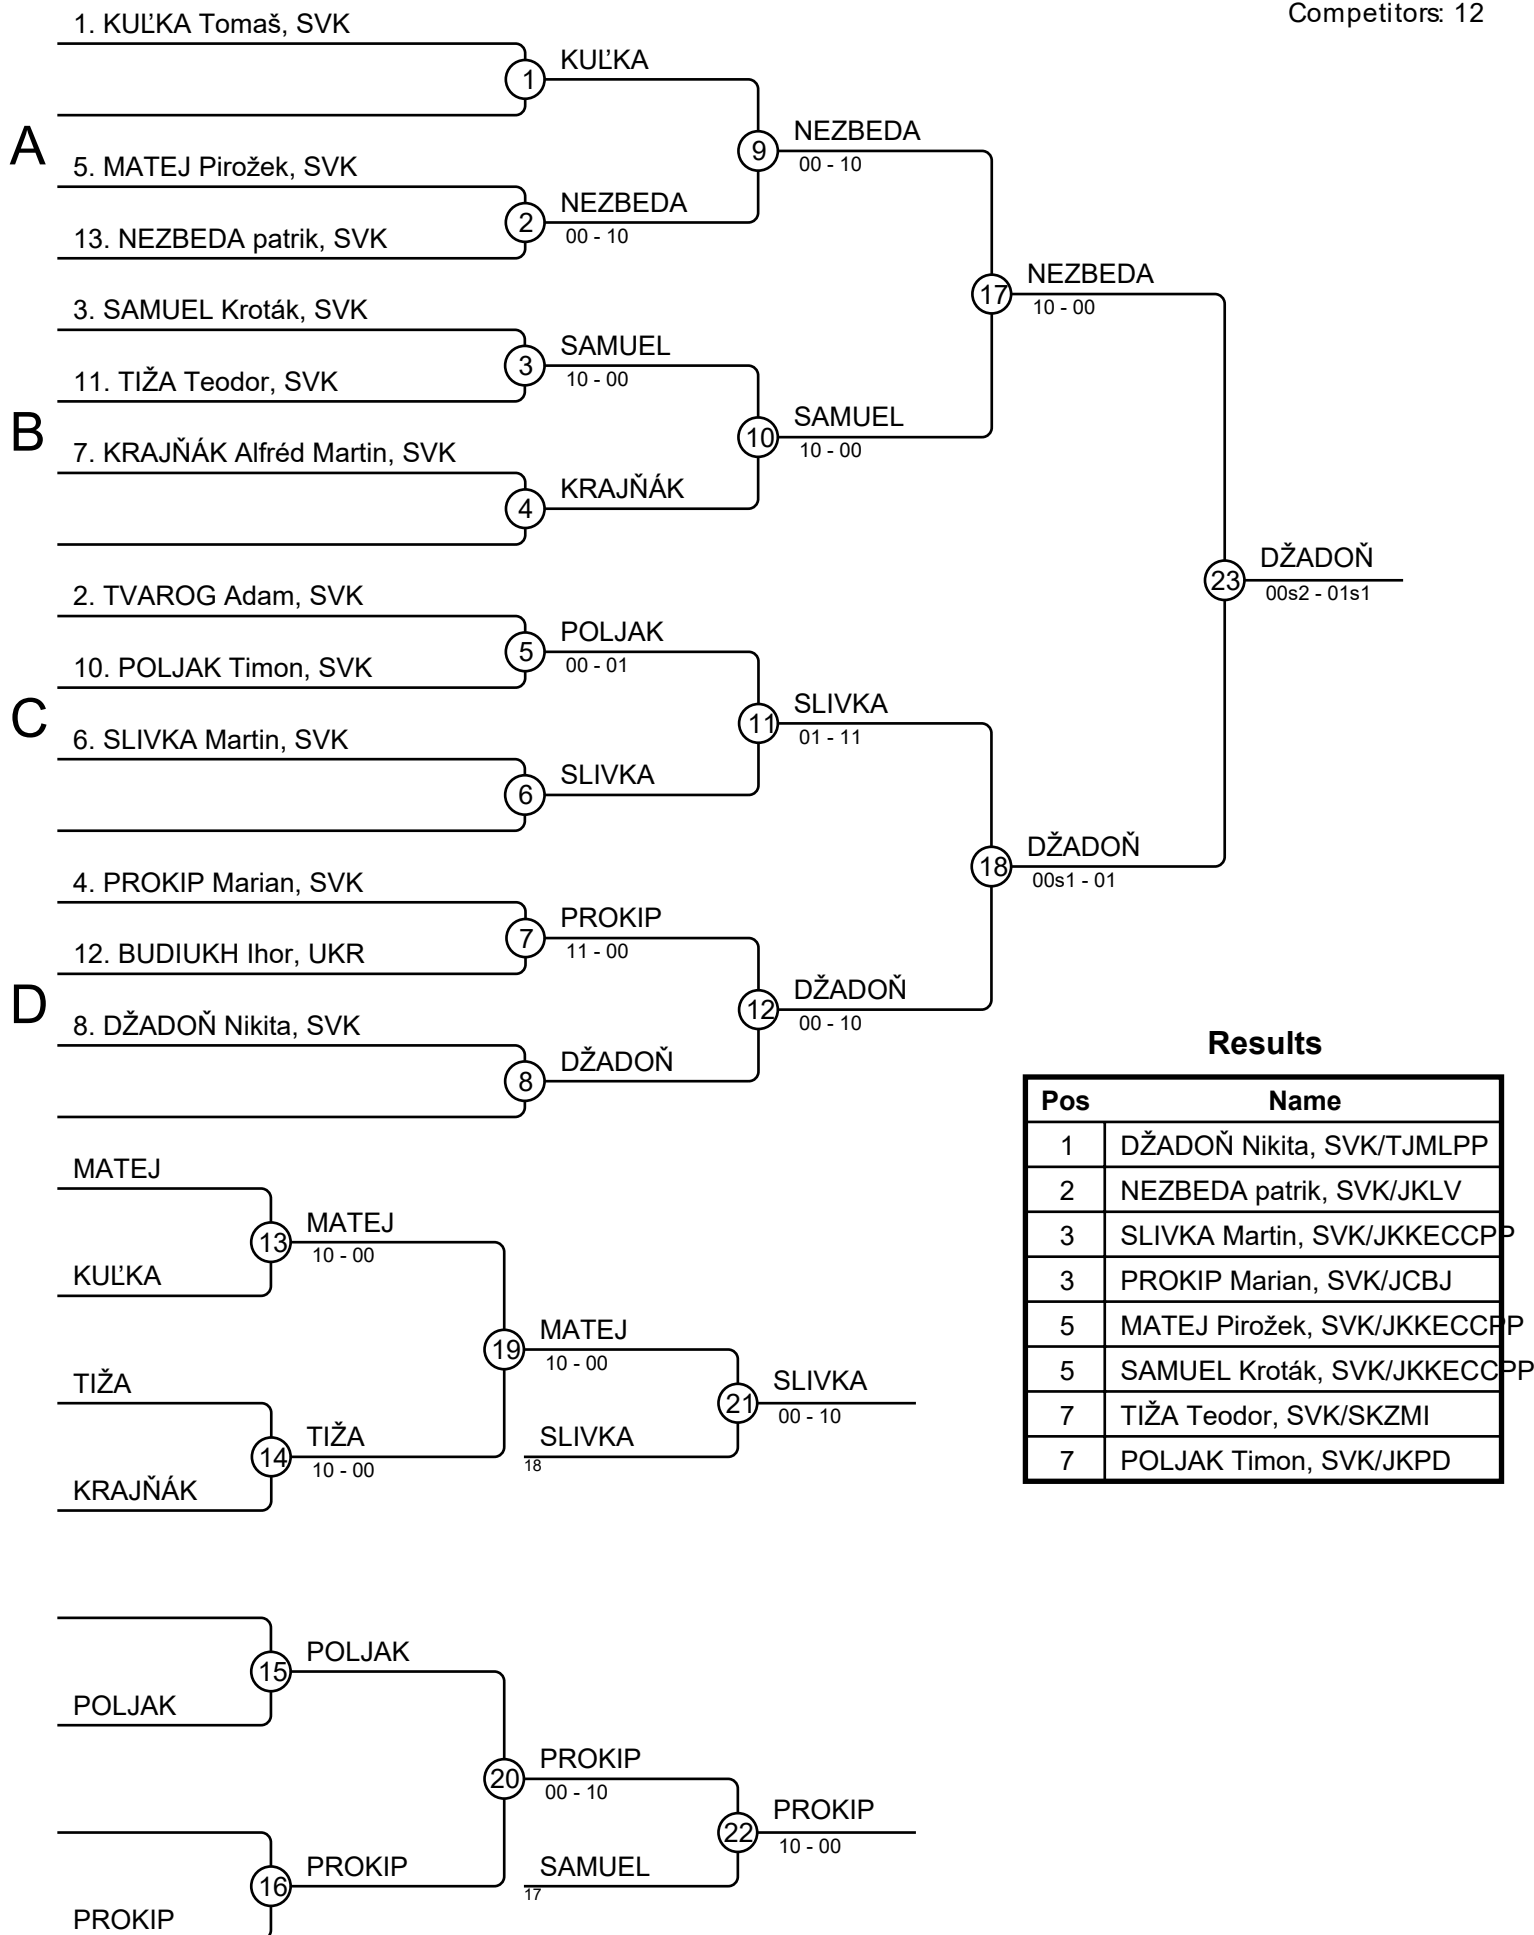 Competitors: 12
1. KUĽKA Tomaš, SVK
1
KUĽKA
A
9
NEZBEDA
00 - 10
5. MATEJ Pirožek, SVK
13. NEZBEDA patrik, SVK
2
NEZBEDA
00 - 10
17
NEZBEDA
10 - 00
3. SAMUEL Kroták, SVK
11. TIŽA Teodor, SVK
3
SAMUEL
10 - 00
B
10
SAMUEL
10 - 00
7. KRAJŇÁK Alfréd Martin, SVK
4
KRAJŇÁK
23
DŽADOŇ
00s2 - 01s1
2. TVAROG Adam, SVK
10. POLJAK Timon, SVK
5
POLJAK
00 - 01
C
11
SLIVKA
01 - 11
6. SLIVKA Martin, SVK
6
SLIVKA
18
DŽADOŇ
00s1 - 01
4. PROKIP Marian, SVK
12. BUDIUKH Ihor, UKR
7
PROKIP
11 - 00
D
12
DŽADOŇ
00 - 10
8. DŽADOŇ Nikita, SVK
8
DŽADOŇ
Results
Pos Name
1 DŽADOŇ Nikita, SVK/TJMLPP
2 NEZBEDA patrik, SVK/JKLV
3 SLIVKA Martin, SVK/JKKECCPP
3 PROKIP Marian, SVK/JCBJ
5 MATEJ Pirožek, SVK/JKKECCPP
5 SAMUEL Kroták, SVK/JKKECCPP
7 TIŽA Teodor, SVK/SKZMI
7 POLJAK Timon, SVK/JKPD
MATEJ
KUĽKA
13
MATEJ
10 - 00
19
MATEJ
10 - 00
TIŽA
KRAJŇÁK
14
TIŽA
10 - 00
SLIVKA
18
21
SLIVKA
00 - 10
15
POLJAK
POLJAK
20
PROKIP
00 - 10
16
PROKIP
PROKIP
SAMUEL
17
22
PROKIP
10 - 00